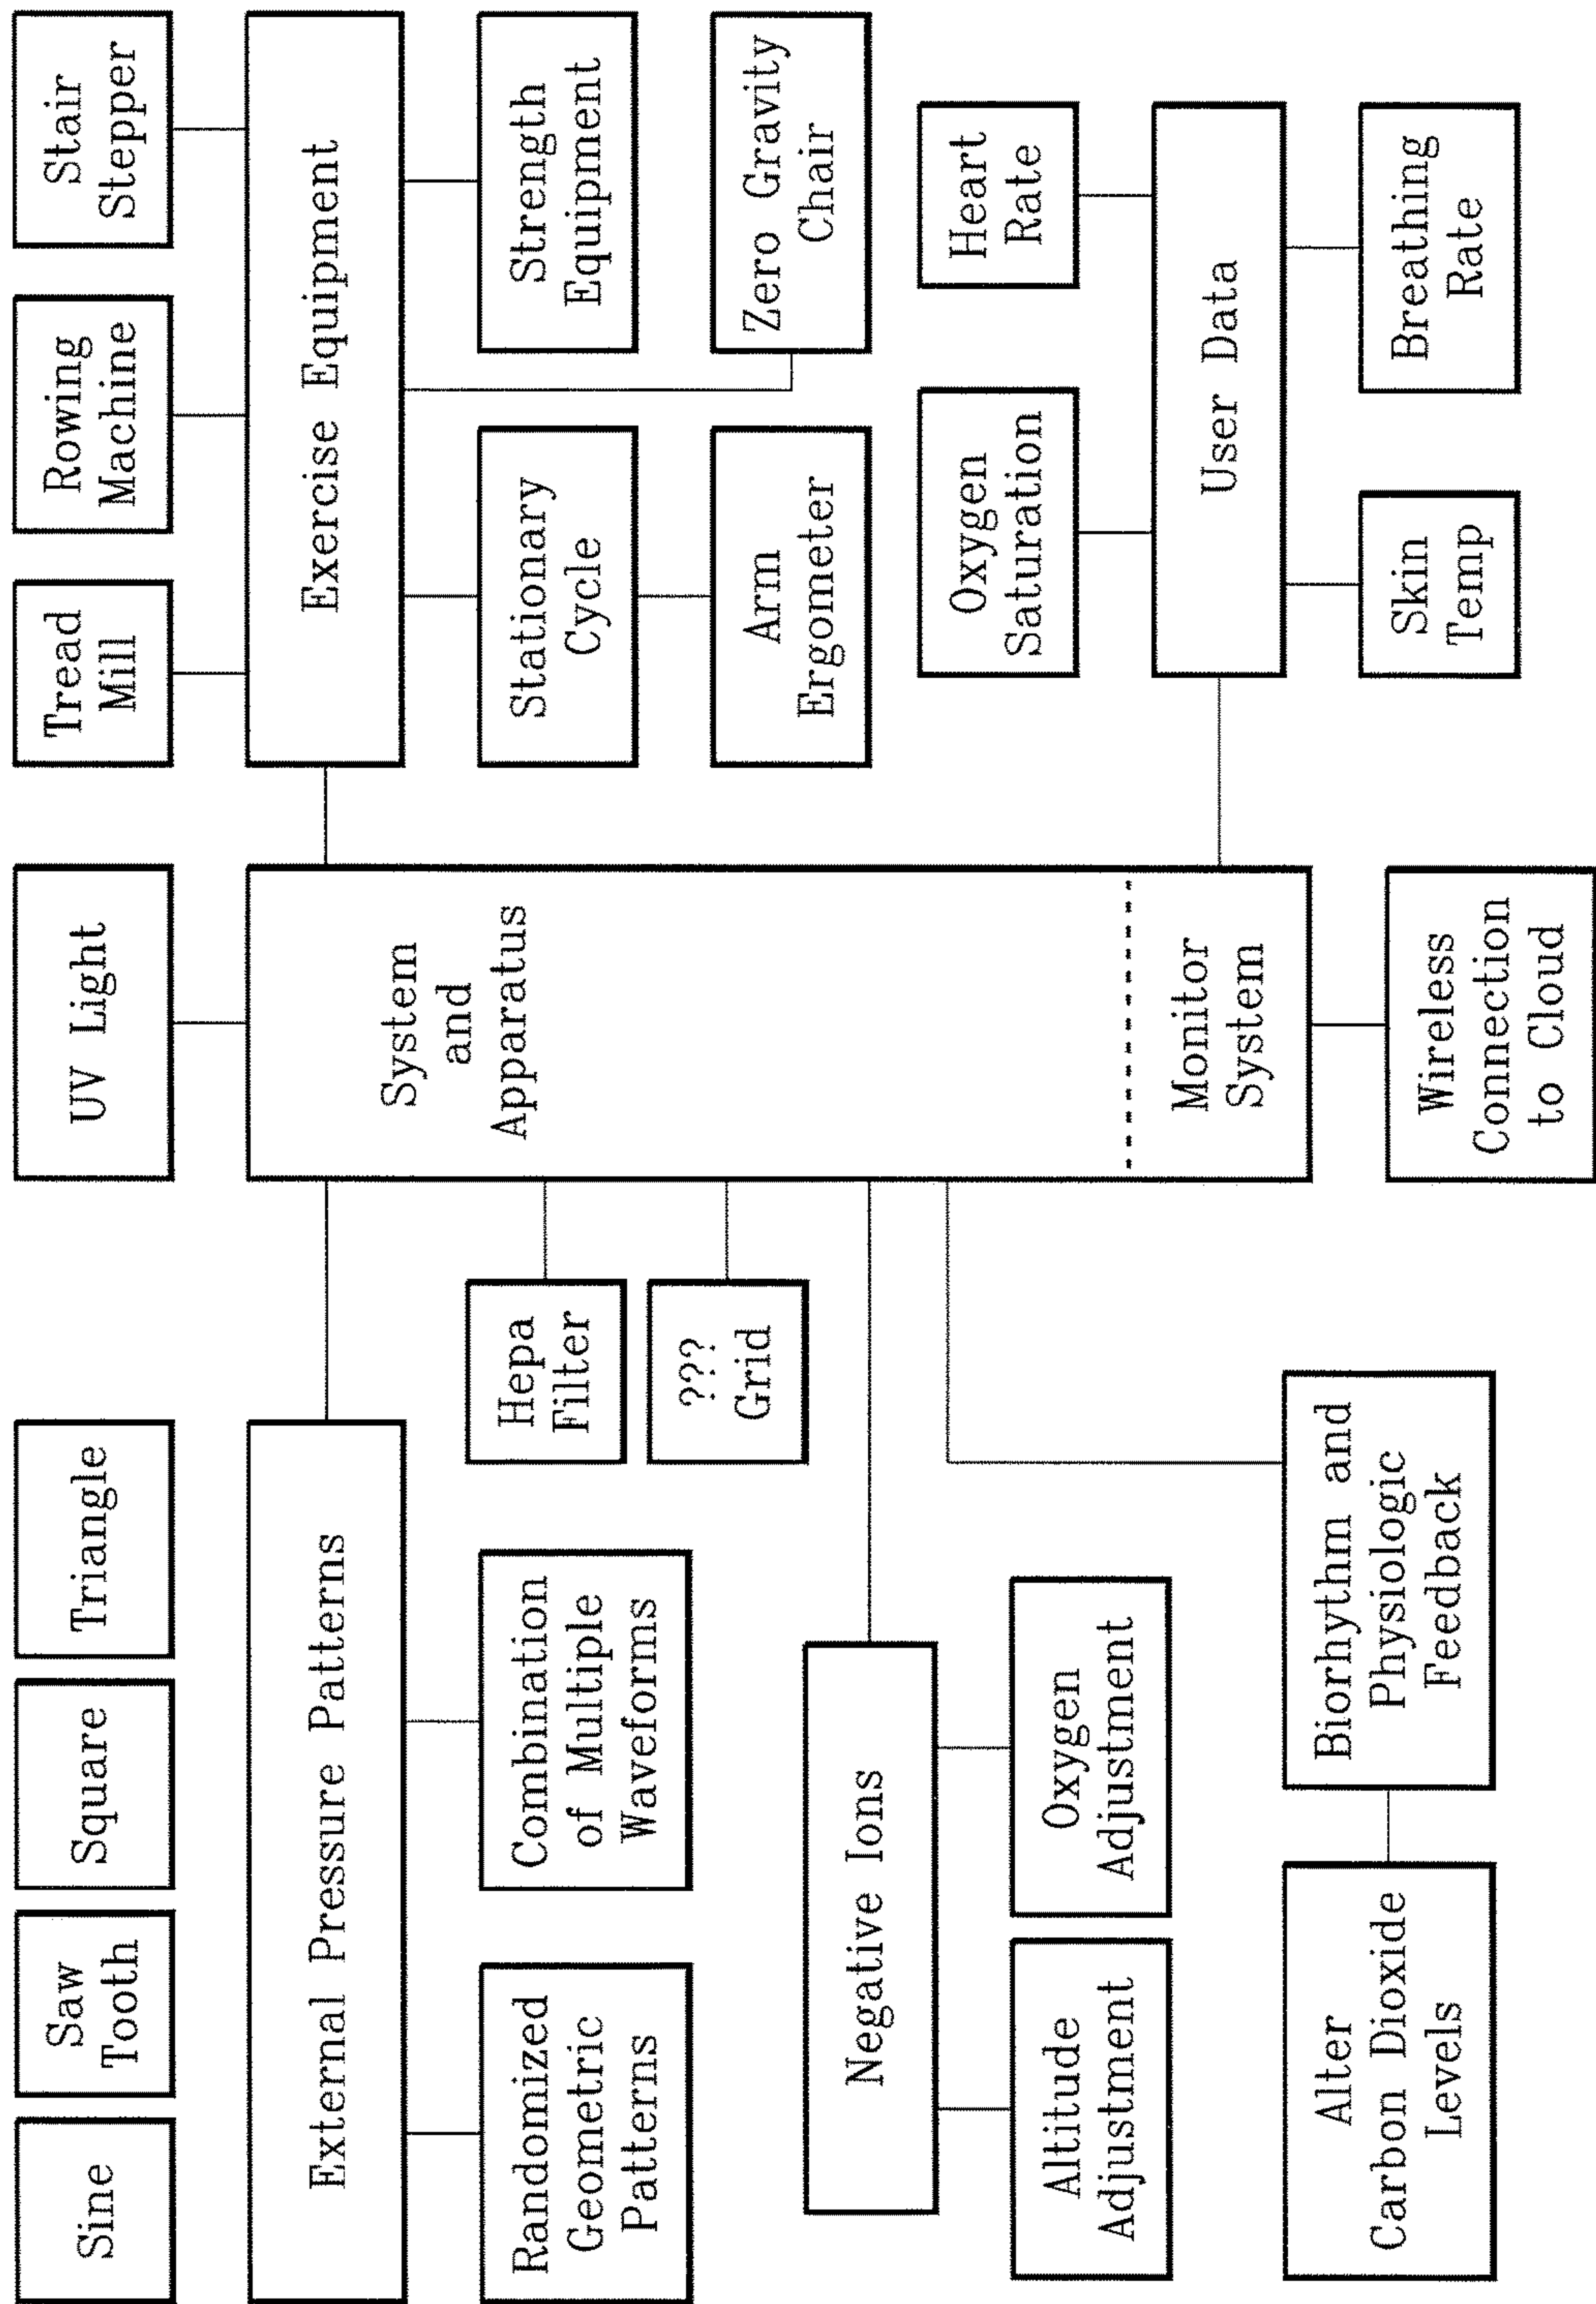 Sine
Saw
Tooth
Square
Triangle
UV Light
Tread
Mill
Rowing
Machine
Stair
Stepper
External Pressure Patterns
System
and
Apparatus
Exercise Equipment
Randomized
Geometric
Patterns
Combination
of Multiple
Waveforms
Hepa
Filter
???
Grid
Stationary
Cycle
Strength
Equipment
Arm
Ergometer
Zero Gravity
Chair
Negative Ions
Altitude
Adjustment
Oxygen
Adjustment
Oxygen
Saturation
Heart
Rate
Monitor
System
User Data
Alter
Carbon Dioxide
Levels
Biorhythm and
Physiologic
Feedback
Wireless
Connection
to Cloud
Skin
Temp
Breathing
Rate